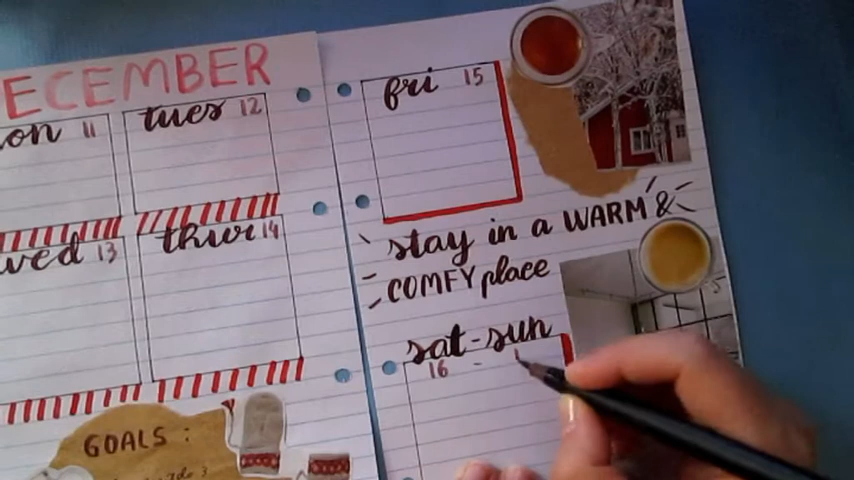 ECEMBER
on 11
tues 12
wed 13
thur 14
GOALS :
fri 15
stay in a WARM &
COMFY place
sat-sun
16 -